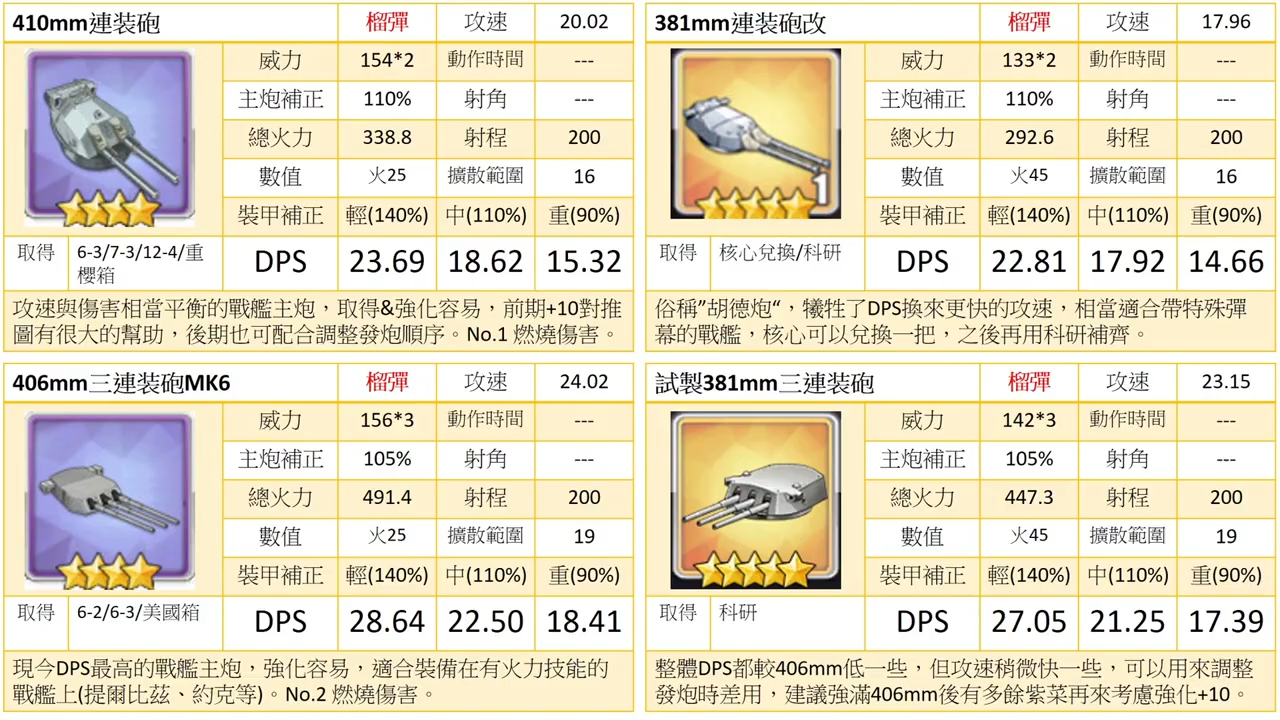 410mm連装砲 榴彈 攻速 20.02
威力 154*2 動作時間 ---
主炮補正 110% 射角 ---
總火力 338.8 射程 200
數值 火25 擴散範圍 16
裝甲補正 輕(140%) 中(110%) 重(90%)
取得 6-3/7-3/12-4/重
櫻箱
DPS 23.69 18.62 15.32
攻速與傷害相當平衡的戰艦主炮，取得&強化容易，前期+10對推
圖有很大的幫助，後期也可配合調整發炮順序。No.1 燃燒傷害。
381mm連装砲改 榴彈 攻速 17.96
威力 133*2 動作時間 ---
主炮補正 110% 射角 ---
總火力 292.6 射程 200
數值 火45 擴散範圍 16
1
裝甲補正 輕(140%) 中(110%) 重(90%)
取得 核心兌換/科研 DPS 22.81 17.92 14.66
俗稱”胡德炮“，犧牲了DPS換來更快的攻速，相當適合帶特殊彈
幕的戰艦，核心可以兌換一把，之後再用科研補齊。
406mm三連装砲MK6 榴彈 攻速 24.02
威力 156*3 動作時間 ---
主炮補正 105% 射角 ---
總火力 491.4 射程 200
數值 火25 擴散範圍 19
裝甲補正 輕(140%) 中(110%) 重(90%)
取得 6-2/6-3/美國箱 DPS 28.64 22.50 18.41
現今DPS最高的戰艦主炮，強化容易，適合裝備在有火力技能的
戰艦上(提爾比茲、約克等)。No.2 燃燒傷害。
試製381mm三連装砲 榴彈 攻速 23.15
威力 142*3 動作時間 ---
主炮補正 105% 射角 ---
總火力 447.3 射程 200
數值 火45 擴散範圍 19
裝甲補正 輕(140%) 中(110%) 重(90%)
取得 科研 DPS 27.05 21.25 17.39
整體DPS都較406mm低一些，但攻速稍微快一些，可以用來調整
發炮時差用，建議強滿406mm後有多餘紫菜再來考慮強化+10。